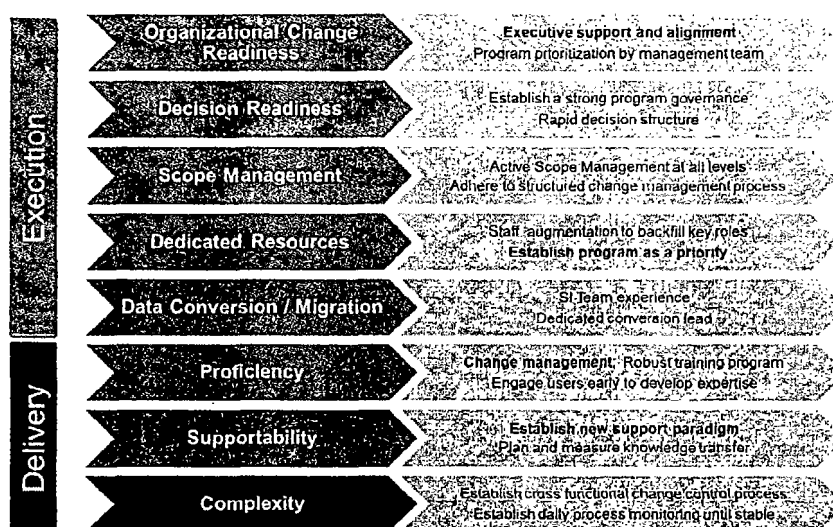 Execution
Organizational Change
Readiness
Executive support and alignment
Program prioritization by management team
Decision Readiness
Establish a strong program governance
Rapid decision structure
Scope Management
Active Scope Management at all levels
Adhere to structured change management process
Dedicated Resources
Staff augmentation to backfill key roles
Establish program as a priority
Data Conversion / Migration
SI Team experience
Dedicated conversion lead
Delivery
Proficiency
Change management, Robust training program
Engage users early to develop expertise
Supportability
Establish new support paradigm
Plan and measure knowledge transfer
Complexity
Establish cross functional change control process
Establish daily process monitoring until stable